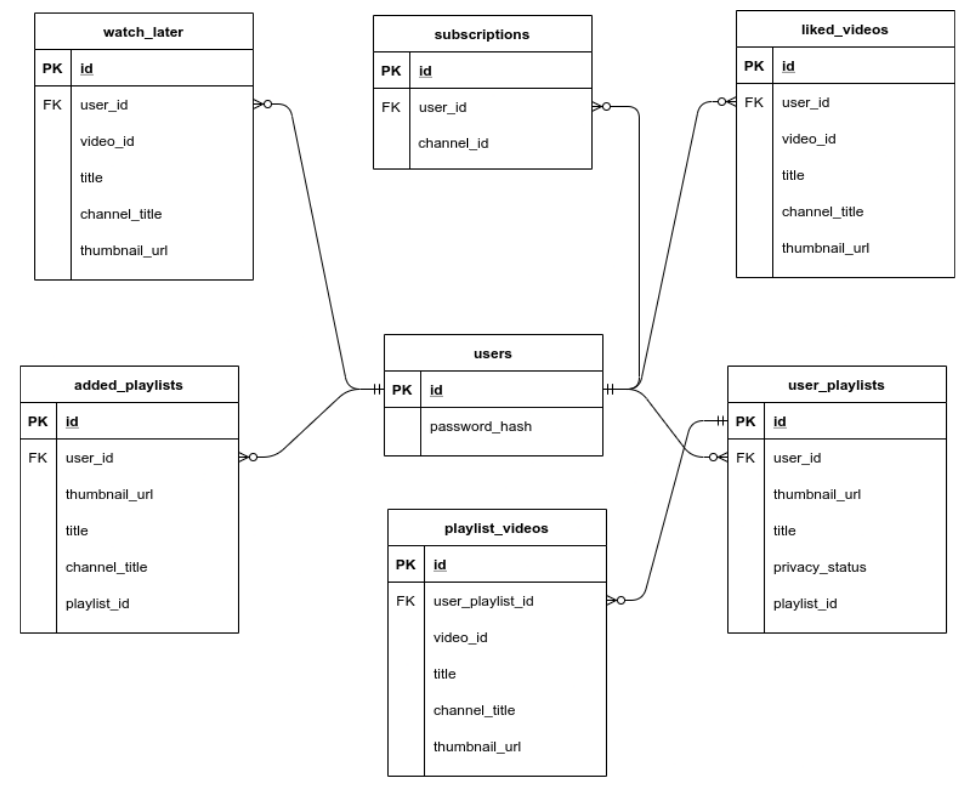 watch_later
PK id
FK user_id
video_id
title
channel_title
thumbnail_url
subscriptions
PK id
FK user_id
channel_id
liked_videos
PK id
FK user_id
video_id
title
channel_title
thumbnail_url
users
PK id
password_hash
added_playlists
PK id
FK user_id
thumbnail_url
title
channel_title
playlist_id
user_playlists
PK id
FK user_id
thumbnail_url
title
privacy_status
playlist_id
playlist_videos
PK id
FK user_playlist_id
video_id
title
channel_title
thumbnail_url